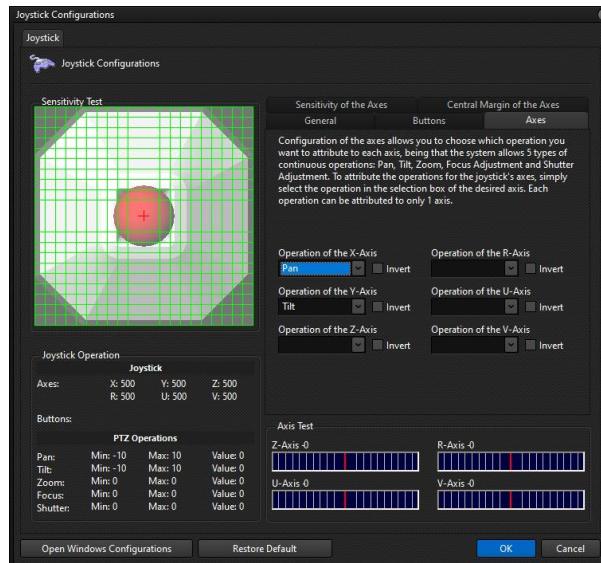 Joystick Configurations
Joystick
Joystick Configurations
Sensitivity Test
Sensitivity of the Axes Central Margin of the Axes
General Buttons Axes
Configuration of the axes allows you to choose which operation you
want to attribute to each axis, being that the system allows 5 types of
continuous operations: Pan, Tilt, Zoom, Focus Adjustment and Shutter
Adjustment. To attribute the operations for the joystick's axes, simply
select the operation in the selection box of the desired axis. Each
operation can be attributed to only 1 axis.
Operation of the X-Axis Operation of the R-Axis
Pan Invert Invert
Operation of the Y-Axis Operation of the U-Axis
Tilt Invert Invert
Operation of the Z-Axis Operation of the V-Axis
Invert Invert
Joystick Operation
Joystick
Axes: X: 500 Y: 500 Z: 500
R: 500 U: 500 V: 500
Buttons:
PTZ Operations
Pan: Min: -10 Max: 10 Value: 0
Tilt: Min: -10 Max: 10 Value: 0
Zoom: Min: 0 Max: 0 Value: 0
Focus: Min: 0 Max: 0 Value: 0
Shutter: Min: 0 Max: 0 Value: 0
Axis Test
Z-Axis -0 R-Axis -0
U-Axis -0 V-Axis -0
Open Windows Configurations Restore Default OK Cancel